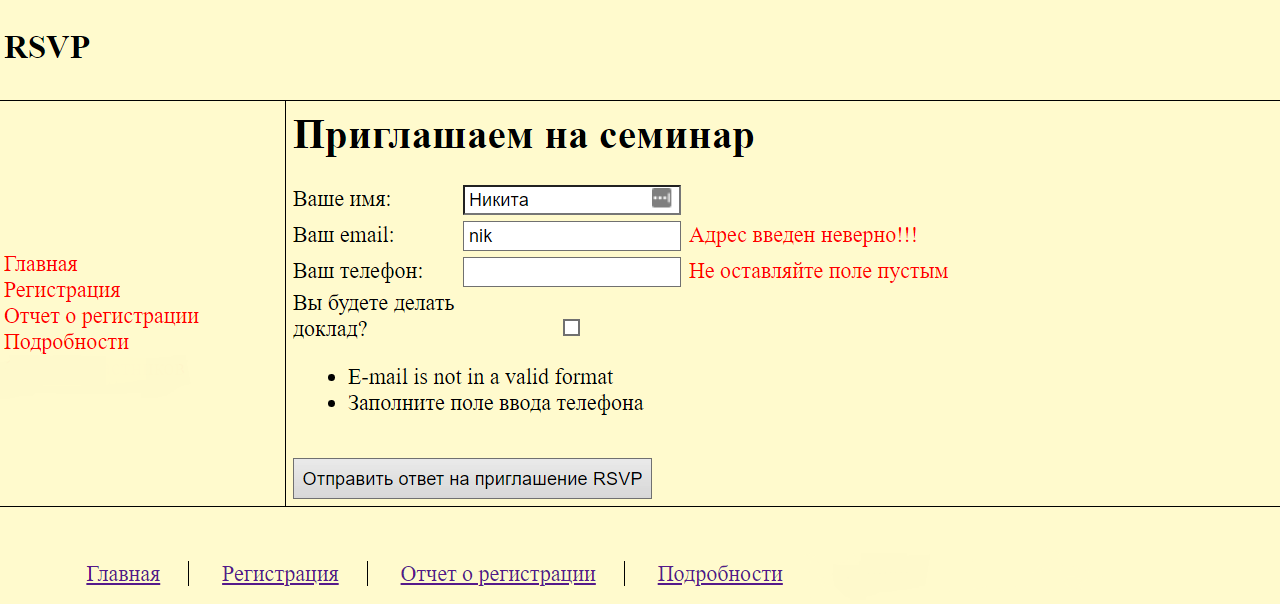 RSVP
Главная
Регистрация
Отчет о регистрации
Подробности
Приглашаем на семинар
Ваше имя: Никита
Ваш email: nik Адрес введен неверно!!!
Ваш телефон: Не оставляйте поле пустым
Вы будете делать
доклад?
• E-mail is not in a valid format
• Заполните поле ввода телефона
Отправить ответ на приглашение RSVP
Главная Регистрация Отчет о регистрации Подробности